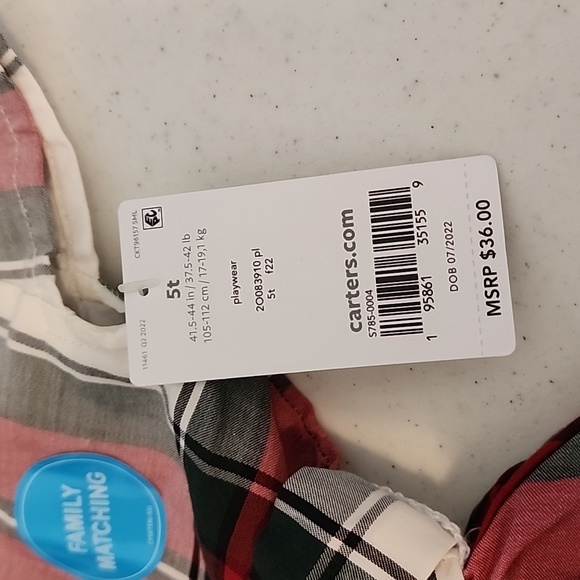 CKT96157 SML
11461 Q2 2022
5t
41.5-44 in / 37.5-42 lb
105-112 cm / 17-19,1 kg
playwear
2O083910 pl
5t f22
carters.com
S785-0004
1 95861 35155 9
DOB 07/2022
MSRP $36.00
FAMILY
MATCHING